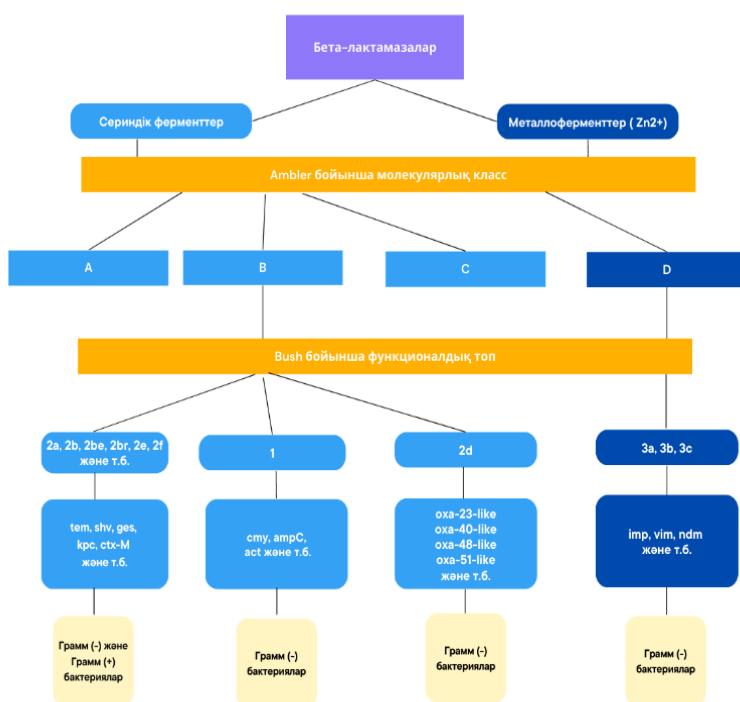 Бета-лактамазалар
Сериндік ферменттер
Металлоферменттер ( Zn2+)
Ambler бойынша молекулярлық класс
A
B
C
D
Bush бойынша функционалдық топ
2a, 2b, 2be, 2br, 2e, 2f
және т.б.
1
2d
3a, 3b, 3c
tem, shv, ges,
kpc, ctx-M
және т.б.
cmy, ampC,
act және т.б.
oxa-23-like
oxa-40-like
oxa-48-like
oxa-51-like
және т.б.
imp, vim, ndm
және т.б.
Грамм (-) және
Грамм (+)
бактериялар
Грамм (-)
бактериялар
Грамм (-)
бактериялар
Грамм (-)
бактериялар